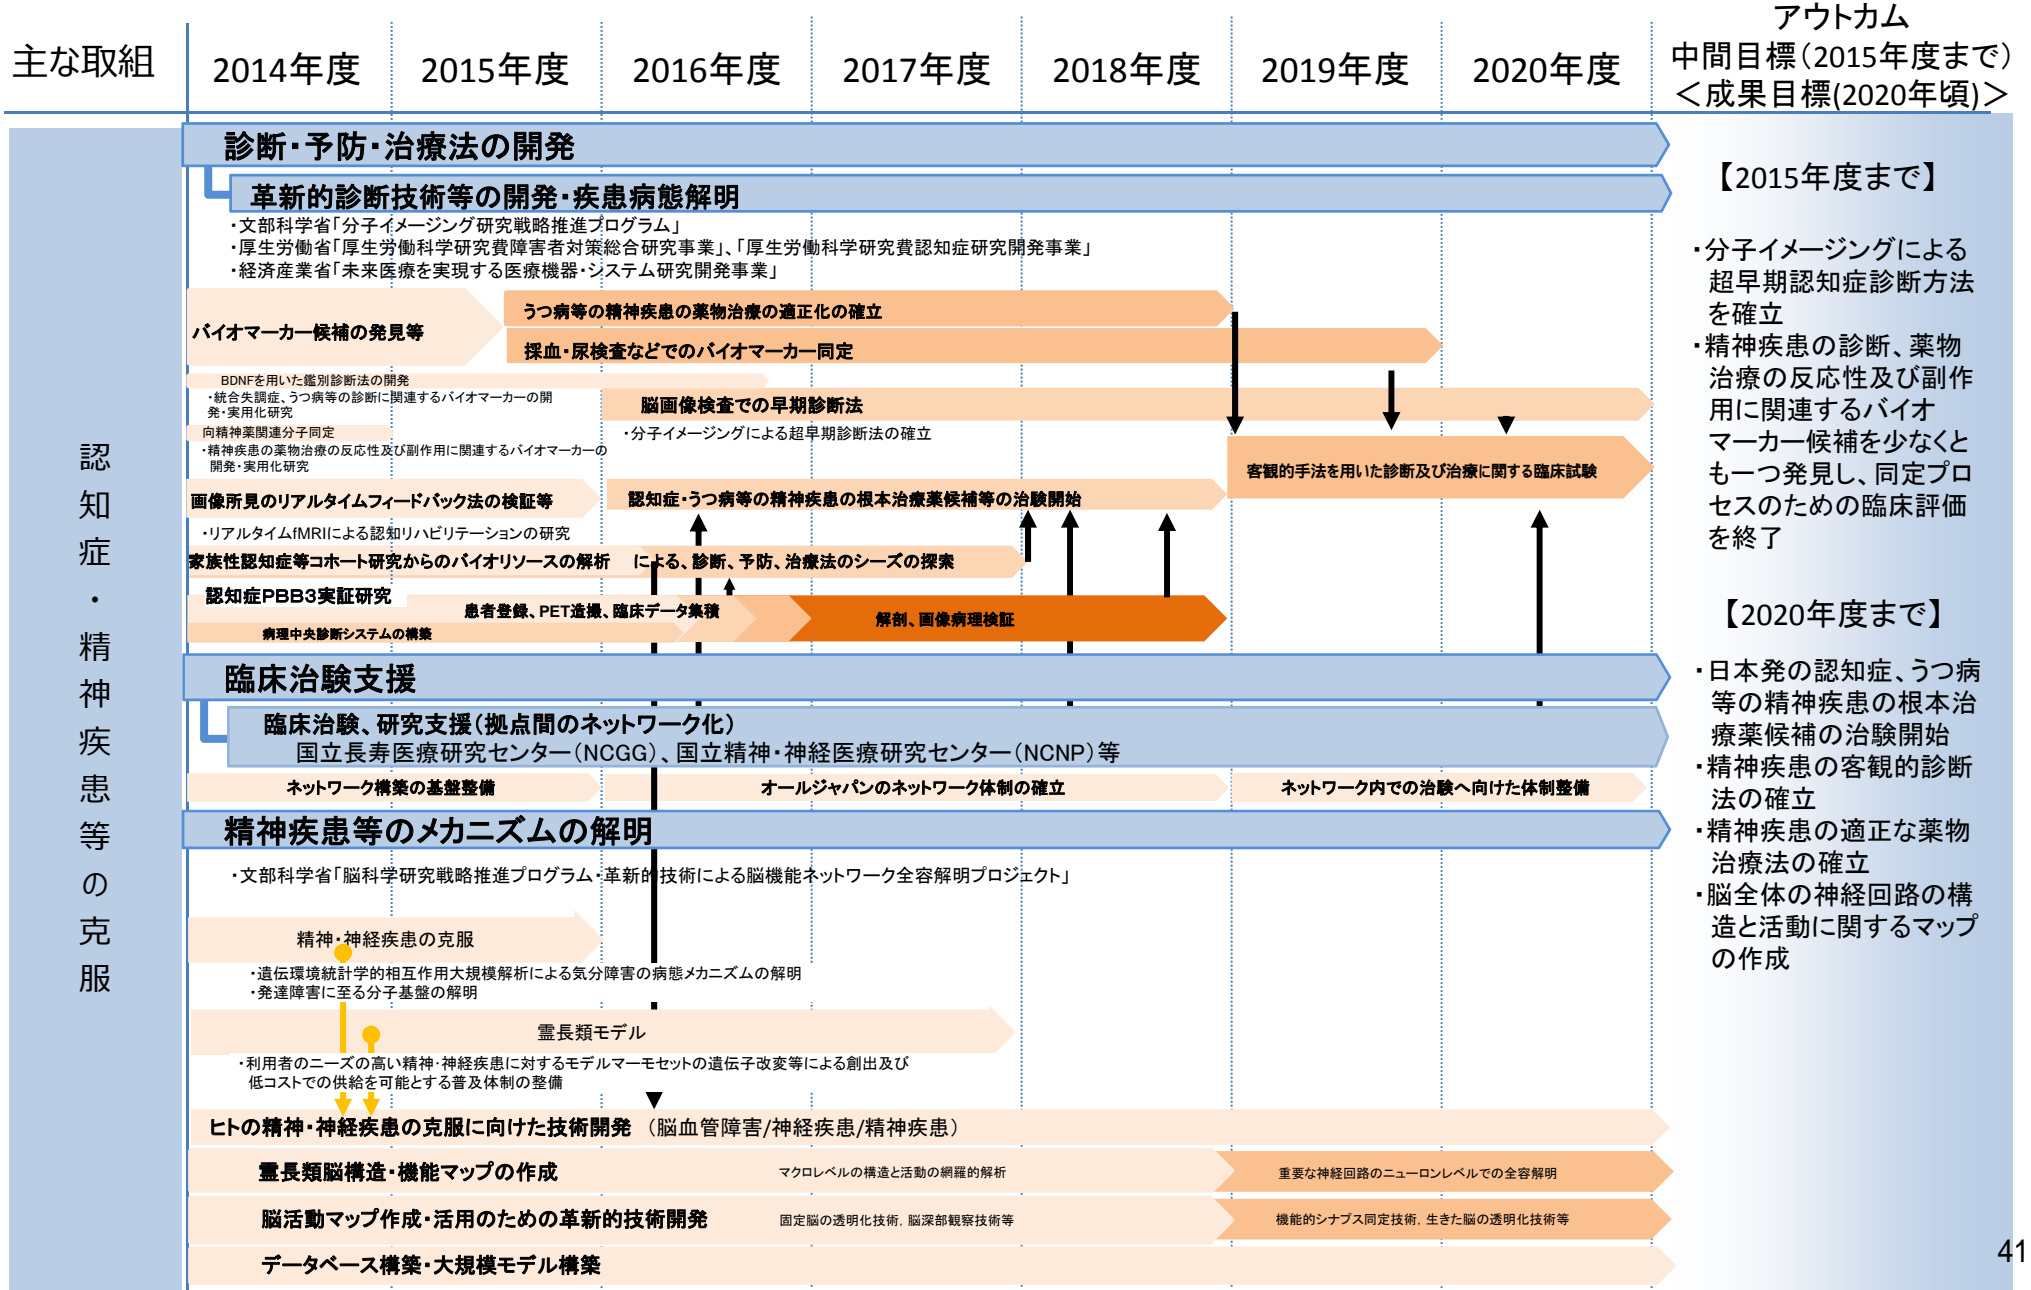 主な取組
2014年度
2015年度
2016年度
2017年度
2018年度
2019年度
2020年度
アウトカム
中間目標(2015年度まで)
＜成果目標(2020年頃)＞
認知症・精神疾患等の克服
診断・予防・治療法の開発
革新的診断技術等の開発・疾患病態解明
・文部科学省「分子イメージング研究戦略推進プログラム」
・厚生労働省「厚生労働科学研究費障害者対策総合研究事業」、「厚生労働科学研究費認知症研究開発事業」
・経済産業省「未来医療を実現する医療機器・システム研究開発事業」
バイオマーカー候補の発見等
うつ病等の精神疾患の薬物治療の適正化の確立
採血・尿検査などでのバイオマーカー同定
BDNFを用いた鑑別診断法の開発
・統合失調症、うつ病等の診断に関連するバイオマーカーの開
発・実用化研究
脳画像検査での早期診断法
・分子イメージングによる超早期診断法の確立
向精神薬関連分子同定
・精神疾患の薬物治療の反応性及び副作用に関連するバイオマーカーの
開発・実用化研究
客観的手法を用いた診断及び治療に関する臨床試験
画像所見のリアルタイムフィードバック法の検証等
認知症・うつ病等の精神疾患の根本治療薬候補等の治験開始
・リアルタイムfMRIによる認知リハビリテーションの研究
家族性認知症等コホート研究からのバイオリソースの解析 による、診断、予防、治療法のシーズの探索
認知症PBB3実証研究
患者登録、PET造撮、臨床データ集積
解剖、画像病理検証
病理中央診断システムの構築
臨床治験支援
臨床治験、研究支援(拠点間のネットワーク化)
国立長寿医療研究センター(NCGG)、国立精神・神経医療研究センター(NCNP)等
ネットワーク構築の基盤整備
オールジャパンのネットワーク体制の確立
ネットワーク内での治験へ向けた体制整備
精神疾患等のメカニズムの解明
・文部科学省「脳科学研究戦略推進プログラム・革新的技術による脳機能ネットワーク全容解明プロジェクト」
精神・神経疾患の克服
・遺伝環境統計学的相互作用大規模解析による気分障害の病態メカニズムの解明
・発達障害に至る分子基盤の解明
霊長類モデル
・利用者のニーズの高い精神・神経疾患に対するモデルマーモセットの遺伝子改変等による創出及び
低コストでの供給を可能とする普及体制の整備
ヒトの精神・神経疾患の克服に向けた技術開発 (脳血管障害/神経疾患/精神疾患)
霊長類脳構造・機能マップの作成
マクロレベルの構造と活動の網羅的解析
重要な神経回路のニューロンレベルでの全容解明
脳活動マップ作成・活用のための革新的技術開発
固定脳の透明化技術, 脳深部観察技術等
機能的シナプス同定技術, 生きた脳の透明化技術等
データベース構築・大規模モデル構築
【2015年度まで】
・分子イメージングによる
超早期認知症診断方法
を確立
・精神疾患の診断、薬物
治療の反応性及び副作
用に関連するバイオ
マーカー候補を少なくと
も一つ発見し、同定プロ
セスのための臨床評価
を終了
【2020年度まで】
・日本発の認知症、うつ病
等の精神疾患の根本治
療薬候補の治験開始
・精神疾患の客観的診断
法の確立
・精神疾患の適正な薬物
治療法の確立
・脳全体の神経回路の構
造と活動に関するマップ
の作成
41